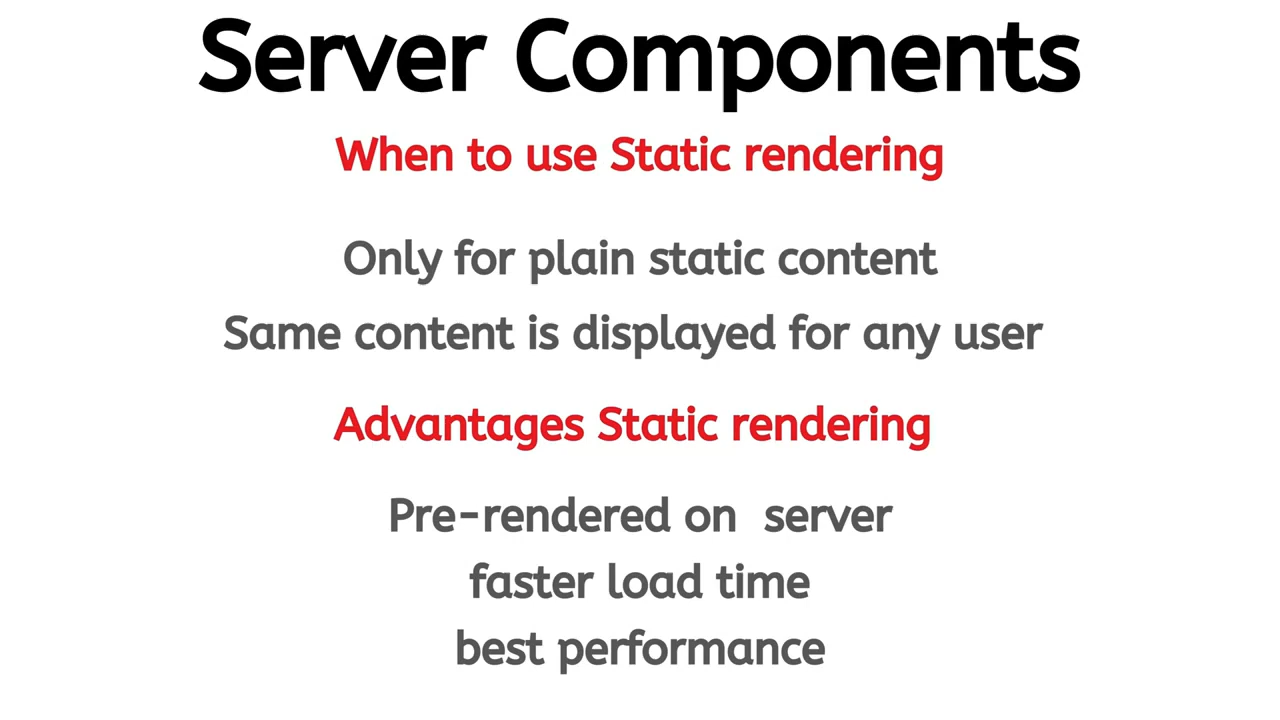 Server Components
When to use Static rendering
Only for plain static content
Same content is displayed for any user
Advantages Static rendering
Pre-rendered on  server
faster load time
best performance